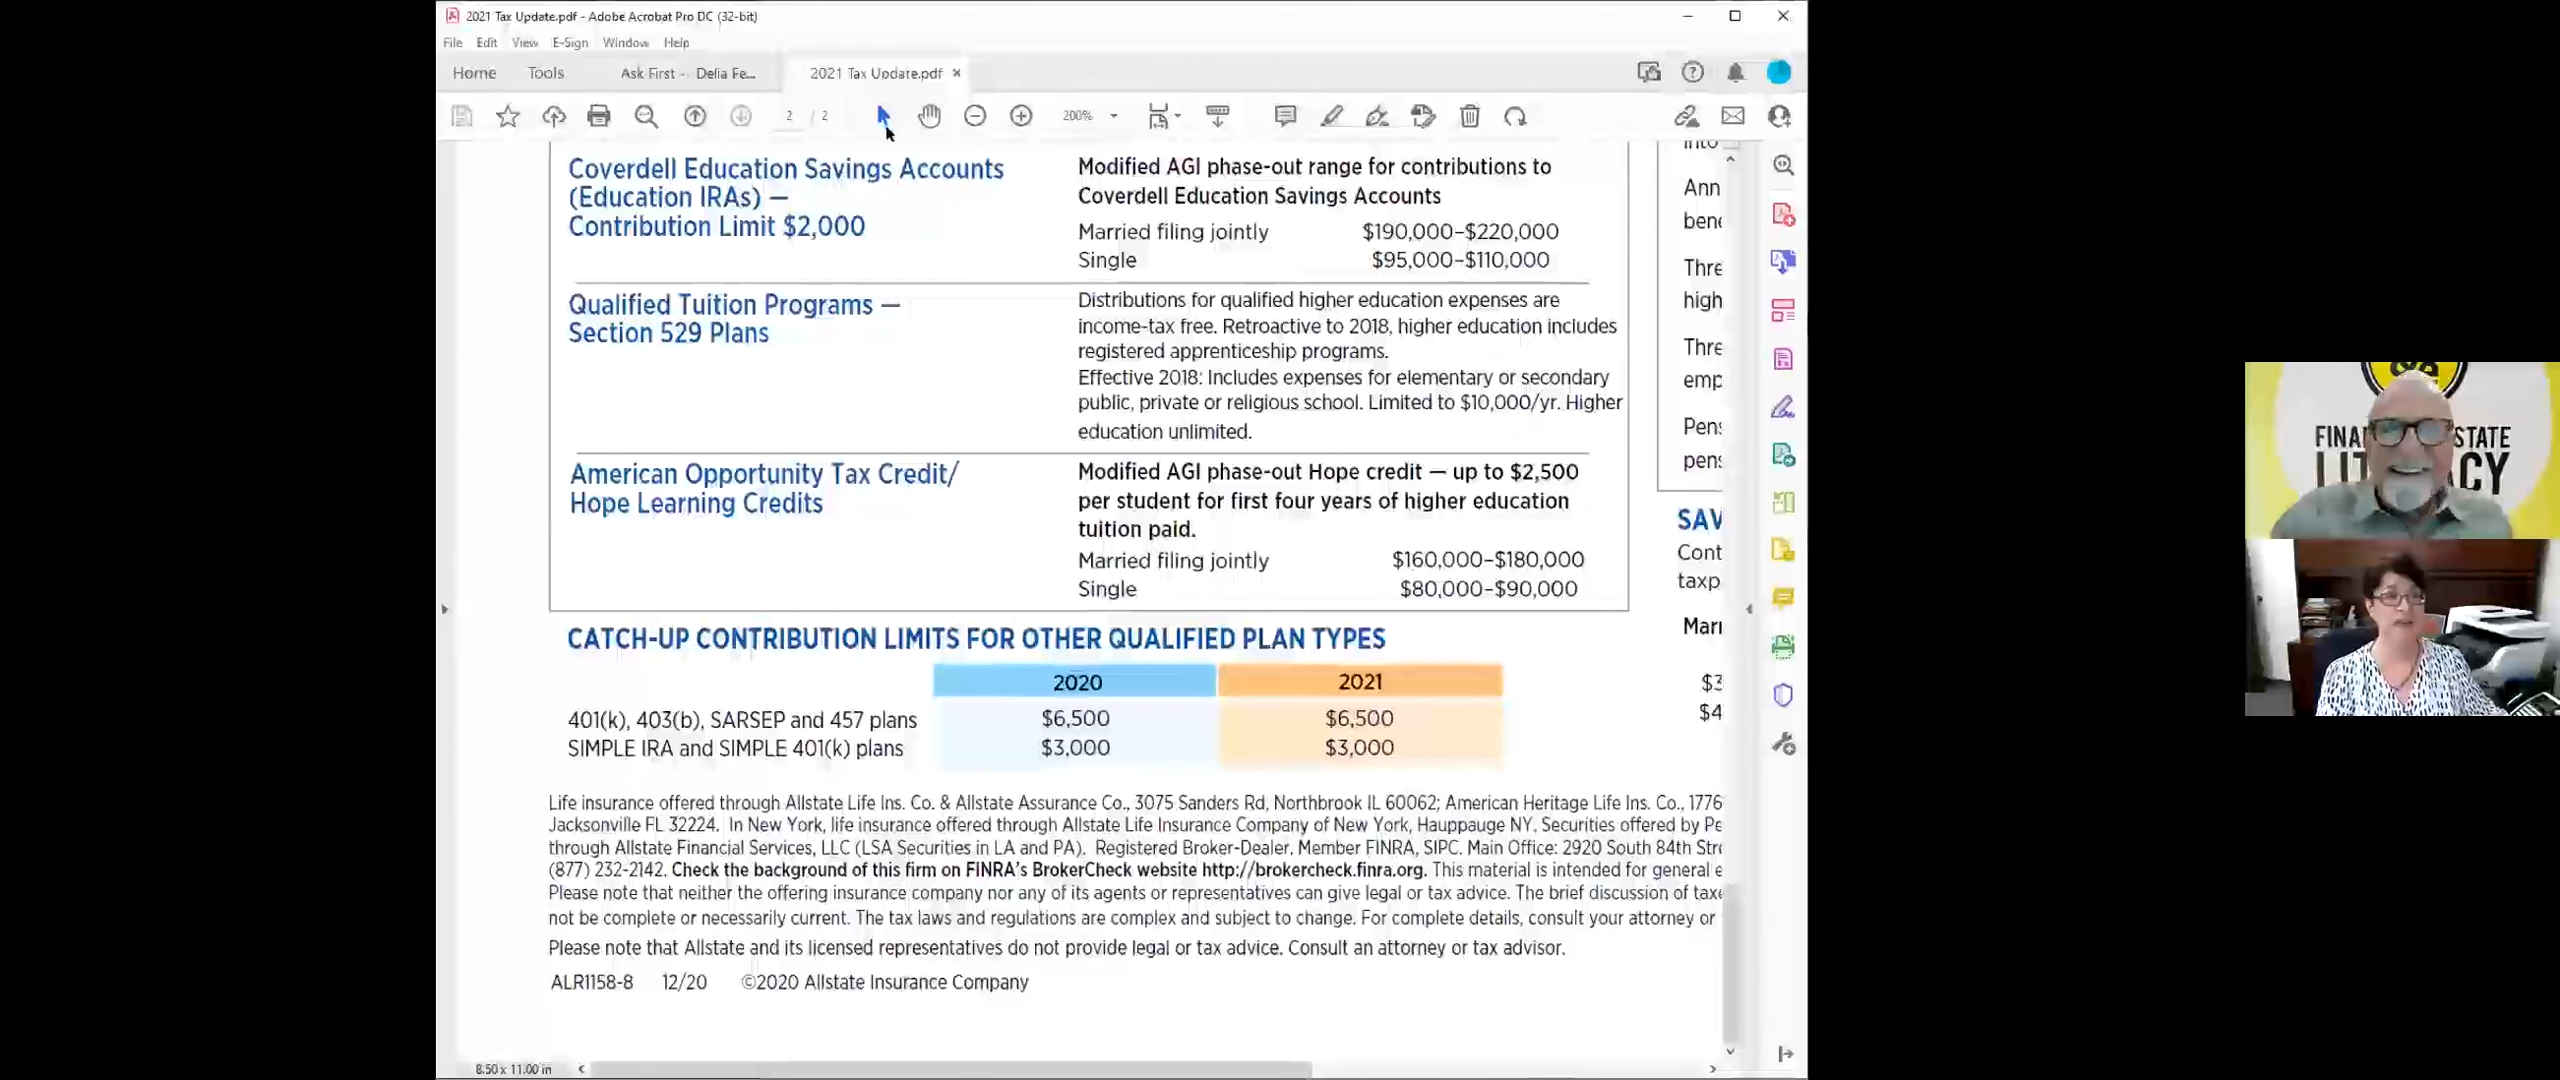 2021 Tax Update.pdf - Adobe Acrobat Pro DC (32-bit)
File Edit View E-Sign Window Help
Home Tools Ask First -- Delia Fe... 2021 Tax Update.pdf
2 / 2 200%
Coverdell Education Savings Accounts
(Education IRAs) —
Contribution Limit $2,000
Modified AGI phase-out range for contributions to
Coverdell Education Savings Accounts
Married filing jointly $190,000–$220,000
Single $95,000–$110,000
Qualified Tuition Programs —
Section 529 Plans
Distributions for qualified higher education expenses are
income-tax free. Retroactive to 2018, higher education includes
registered apprenticeship programs.
Effective 2018: Includes expenses for elementary or secondary
public, private or religious school. Limited to $10,000/yr. Higher
education unlimited.
American Opportunity Tax Credit/
Hope Learning Credits
Modified AGI phase-out Hope credit — up to $2,500
per student for first four years of higher education
tuition paid.
Married filing jointly $160,000–$180,000
Single $80,000–$90,000
CATCH-UP CONTRIBUTION LIMITS FOR OTHER QUALIFIED PLAN TYPES
2020 2021
401(k), 403(b), SARSEP and 457 plans $6,500 $6,500
SIMPLE IRA and SIMPLE 401(k) plans $3,000 $3,000
Life insurance offered through Allstate Life Ins. Co. & Allstate Assurance Co., 3075 Sanders Rd, Northbrook IL 60062; American Heritage Life Ins. Co., 1776
Jacksonville FL 32224. In New York, life insurance offered through Allstate Life Insurance Company of New York, Hauppauge NY. Securities offered by Pe
through Allstate Financial Services, LLC (LSA Securities in LA and PA). Registered Broker-Dealer. Member FINRA, SIPC. Main Office: 2920 South 84th Stre
(877) 232-2142. Check the background of this firm on FINRA's BrokerCheck website http://brokercheck.finra.org. This material is intended for general e
Please note that neither the offering insurance company nor any of its agents or representatives can give legal or tax advice. The brief discussion of taxe
not be complete or necessarily current. The tax laws and regulations are complex and subject to change. For complete details, consult your attorney or
Please note that Allstate and its licensed representatives do not provide legal or tax advice. Consult an attorney or tax advisor.
ALR1158-8 12/20 ©2020 Allstate Insurance Company
into
Ann
bene
Thre
high
Thre
emp
Pens
pens
SAV
Cont
taxp
Marr
$3
$4
8.50 x 11.00 in
FINA STATE
LIT CY